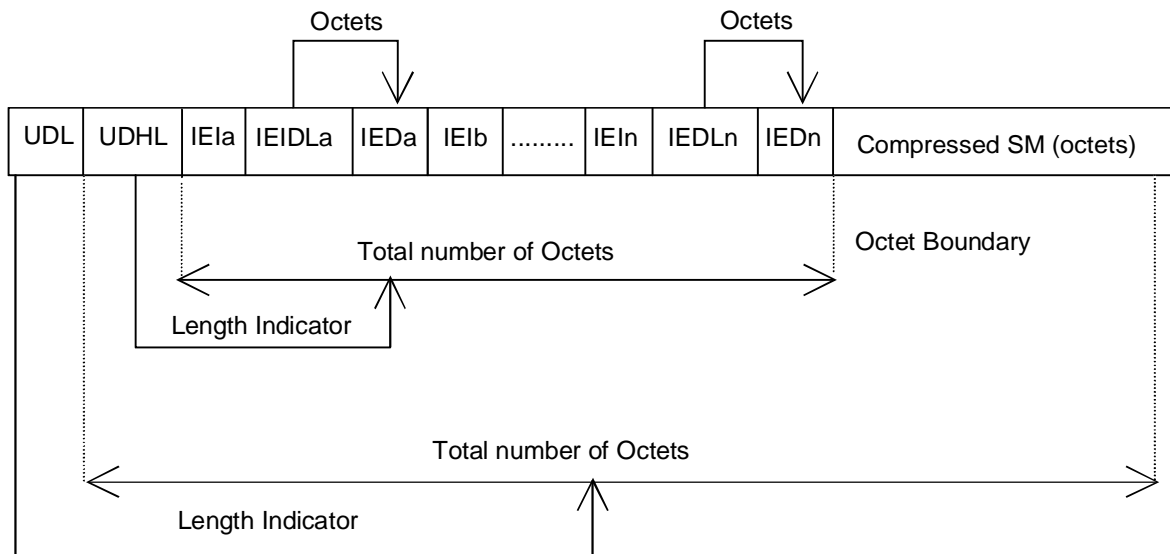 Octets Octets
UDL UDHL IEIa IEIDLa IEDa IEIb ......... IEIn IEDLn IEDn Compressed SM (octets)
Total number of Octets Octet Boundary
Length Indicator
Total number of Octets
Length Indicator